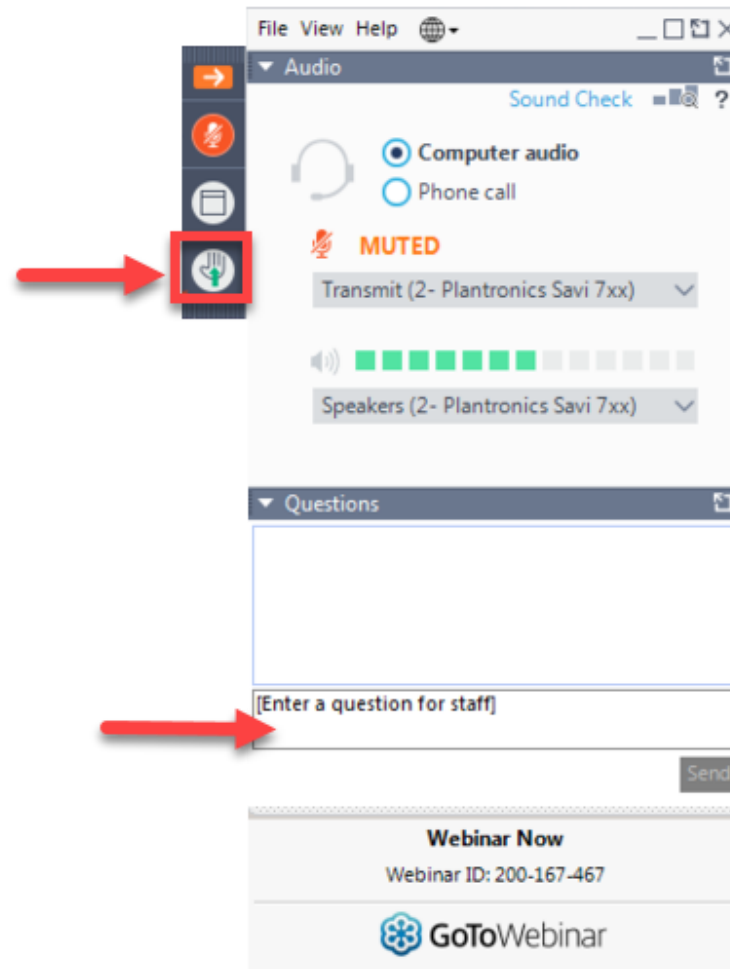 File View Help
Audio
Sound Check ?
Computer audio
Phone call
MUTED
Transmit (2- Plantronics Savi 7xx)
Speakers (2- Plantronics Savi 7xx)
Questions
[Enter a question for staff]
Send
Webinar Now
Webinar ID: 200-167-467
GoToWebinar